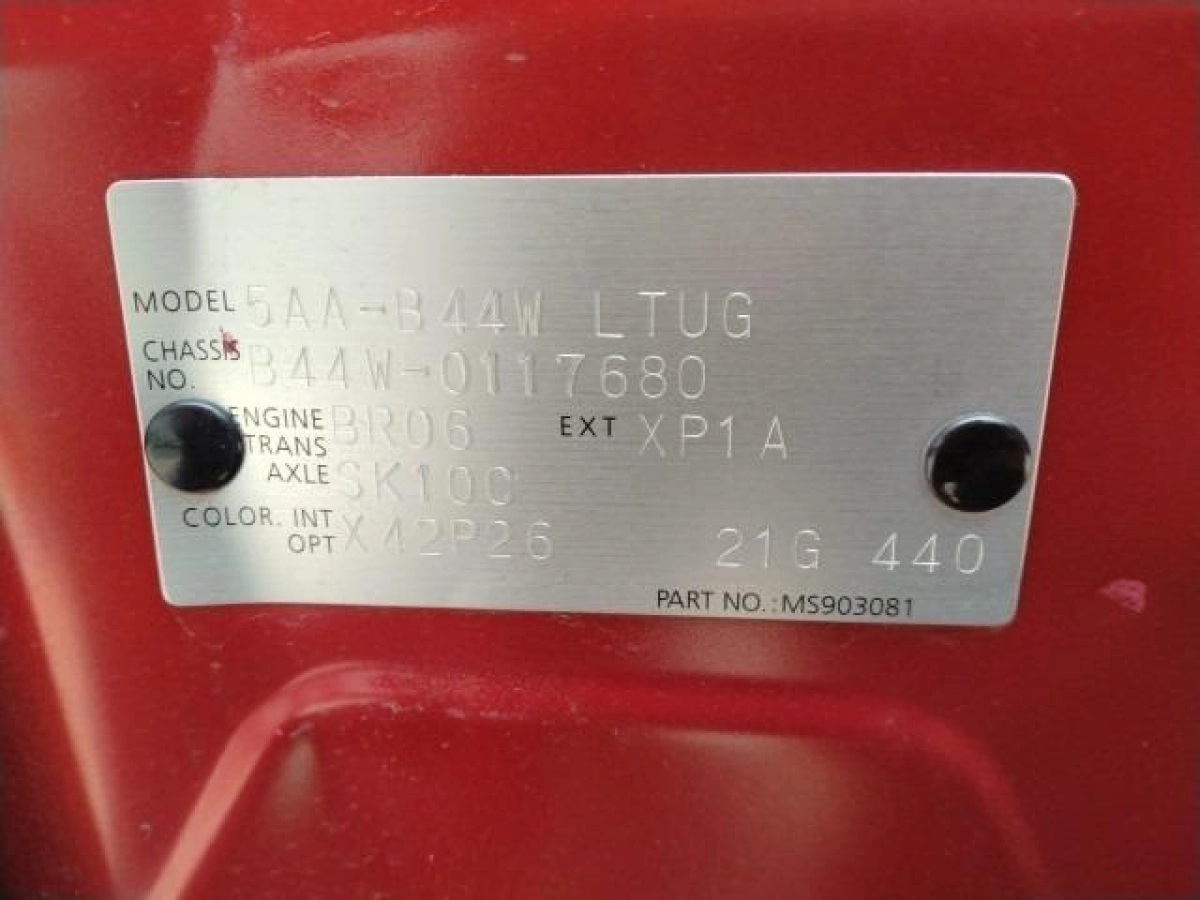 MODEL 5AA-B44W LTUG
CHASSIS NO. B44W-0117680
ENGINE BR06 EXT XP1A
TRANS AXLE SK10C
COLOR. INT OPT X42P26 21G 440
PART NO.:MS903081